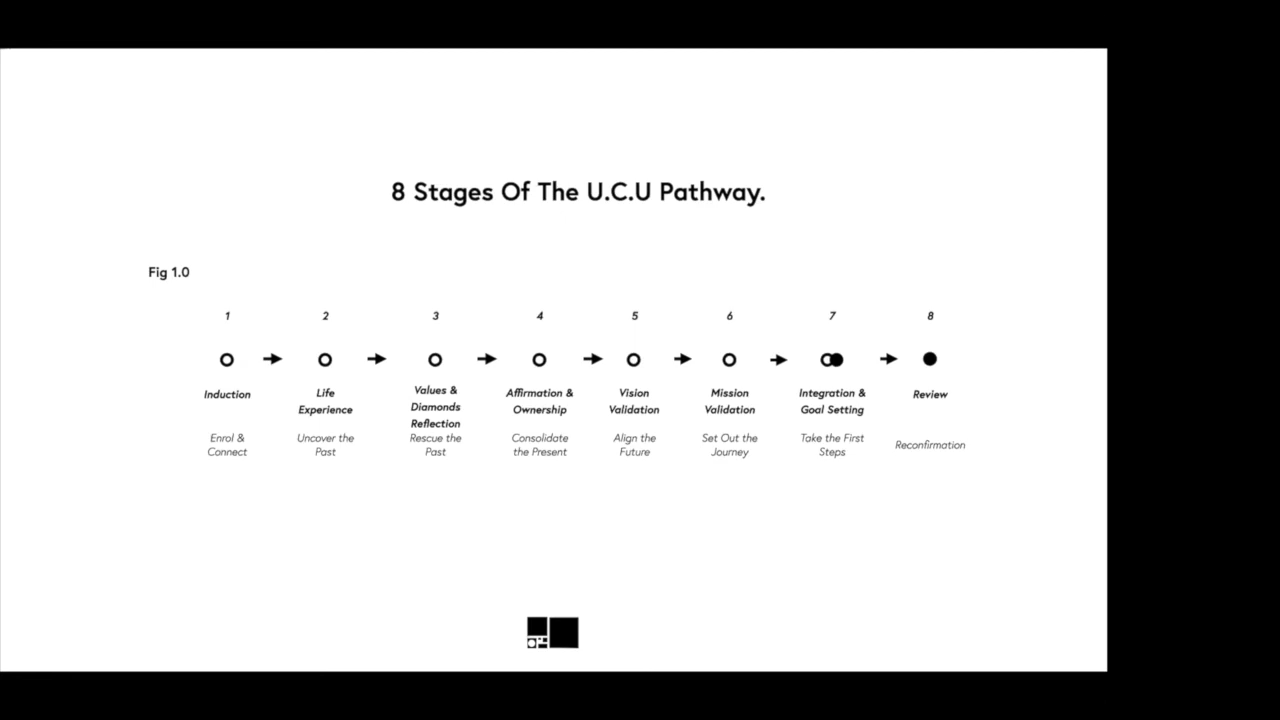 8 Stages Of The U.C.U Pathway.
Fig 1.0
1 2 3 4 5 6 7 8
Induction
Enrol &
Connect
Life
Experience
Uncover the
Past
Values &
Diamonds
Reflection
Rescue the
Past
Affirmation &
Ownership
Consolidate
the Present
Vision
Validation
Align the
Future
Mission
Validation
Set Out the
Journey
Integration &
Goal Setting
Take the First
Steps
Review
Reconfirmation